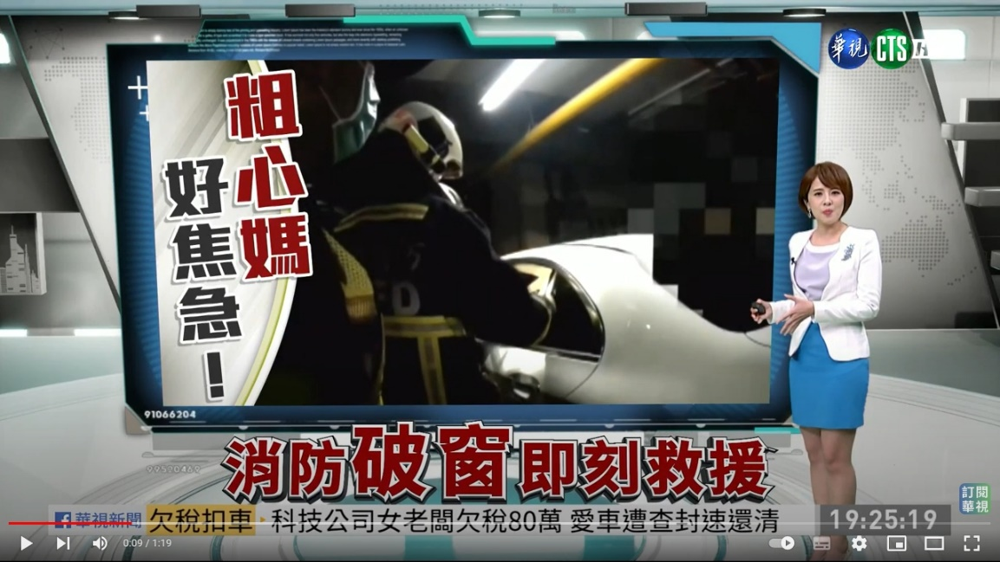 華視 CTS
粗心媽
好焦急！
91066204
消防破窗即刻救援
99520469
華視新聞
欠稅扣車
科技公司女老闆欠稅80萬 愛車遭查封速還清
訂閱
華視
19:25:19
0:09 / 1:19